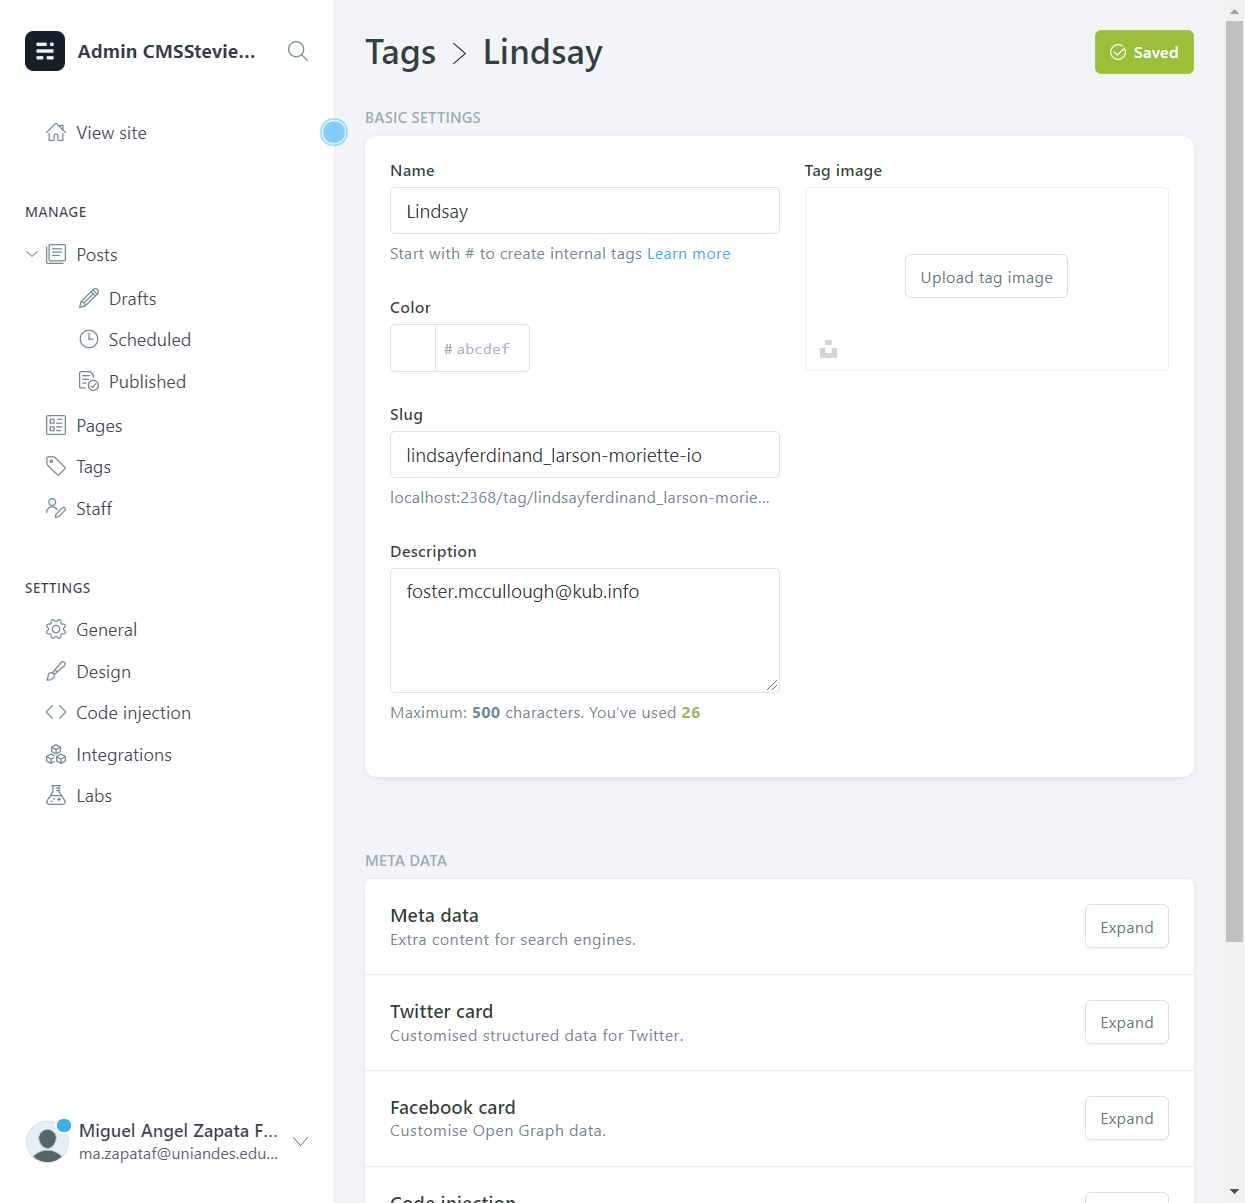 Admin CMSStevie...
View site
MANAGE
Posts
Drafts
Scheduled
Published
Pages
Tags
Staff
SETTINGS
General
Design
Code injection
Integrations
Labs
Miguel Angel Zapata F...
ma.zapataf@uniandes.edu...
Tags > Lindsay
Saved
BASIC SETTINGS
Name
Lindsay
Start with # to create internal tags Learn more
Color
# abcdef
Slug
lindsayferdinand_larson-moriette-io
localhost:2368/tag/lindsayferdinand_larson-morie...
Description
foster.mccullough@kub.info
Maximum: 500 characters. You’ve used 26
Tag image
Upload tag image
META DATA
Meta data
Extra content for search engines.
Expand
Twitter card
Customised structured data for Twitter.
Expand
Facebook card
Customise Open Graph data.
Expand
Code injection